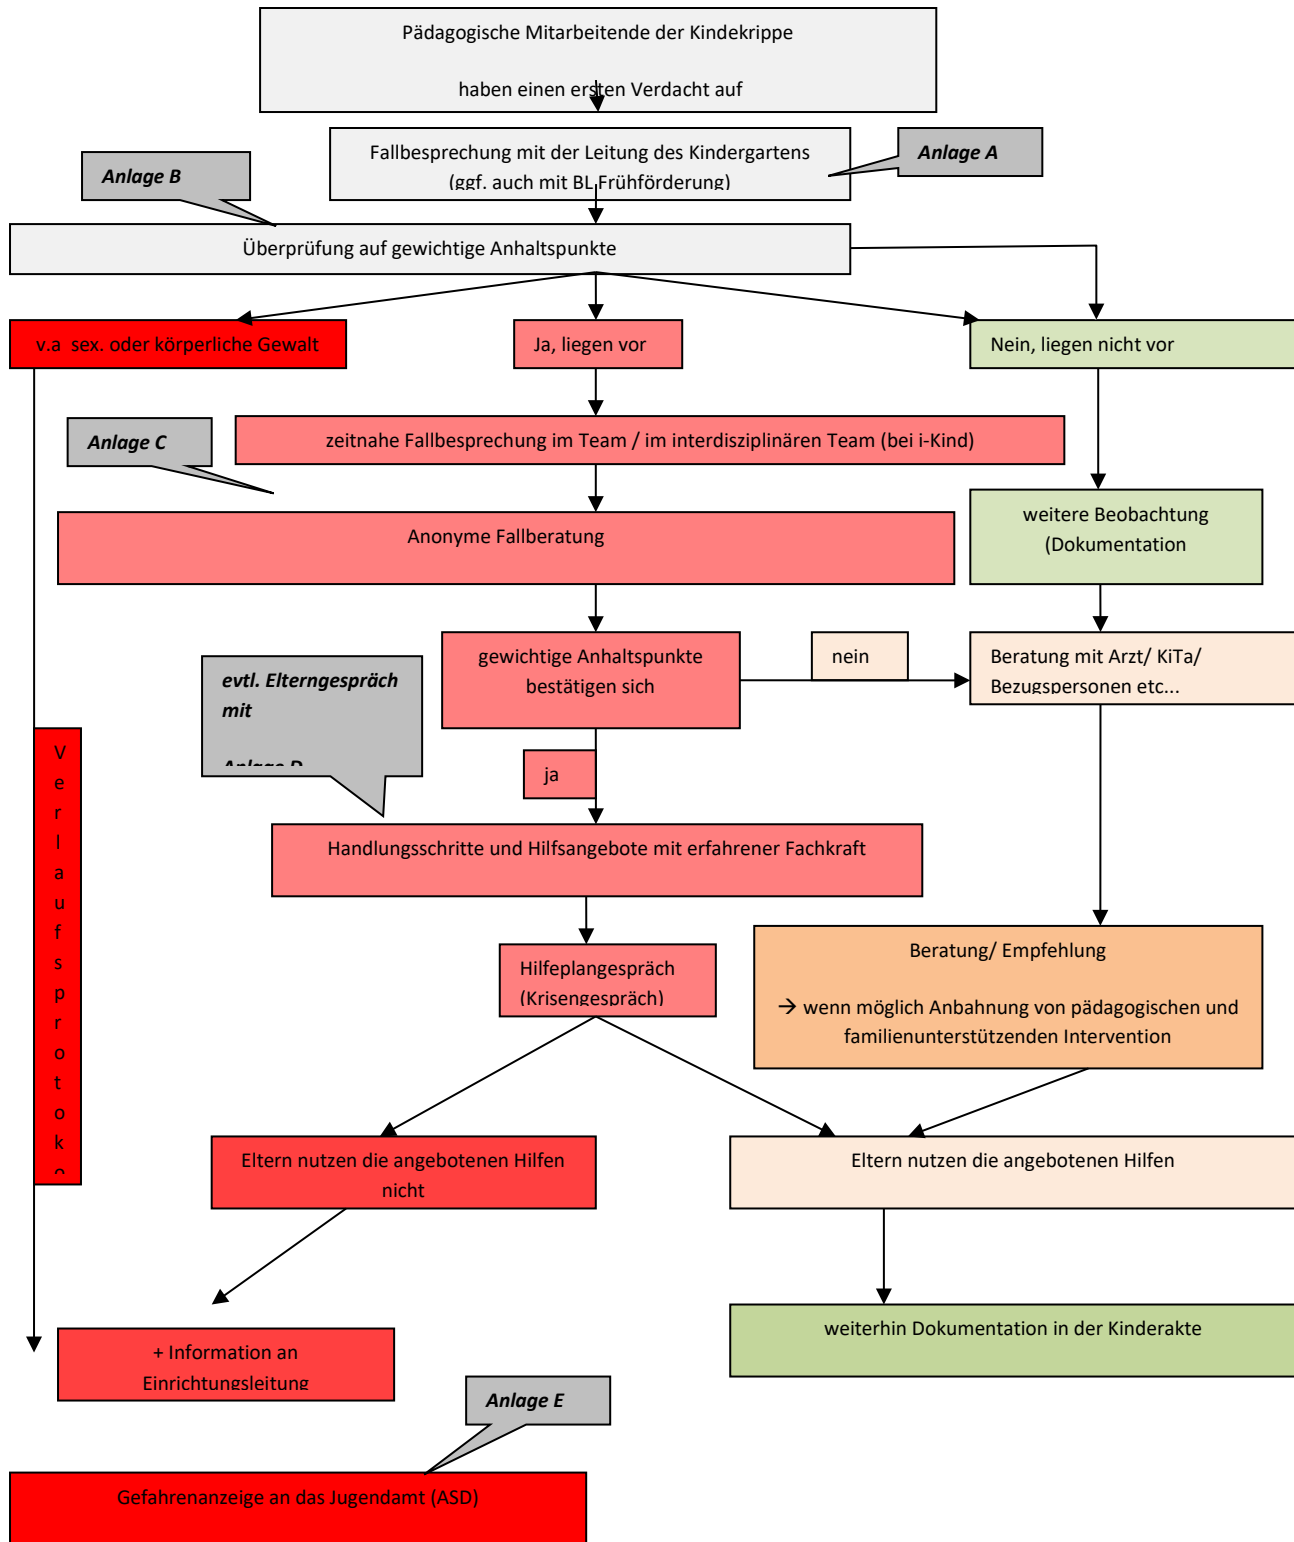 Pädagogische Mitarbeitende der Kindekrippe
haben einen ersten Verdacht auf
Fallbesprechung mit der Leitung des Kindergartens
(ggf. auch mit BL Frühförderung)
Anlage A
Anlage B
Überprüfung auf gewichtige Anhaltspunkte
v.a  sex. oder körperliche Gewalt
Ja, liegen vor
Nein, liegen nicht vor
zeitnahe Fallbesprechung im Team / im interdisziplinären Team (bei i-Kind)
Anlage C
Anonyme Fallberatung
weitere Beobachtung
(Dokumentation
gewichtige Anhaltspunkte
bestätigen sich
nein
Beratung mit Arzt/ KiTa/
Bezugspersonen etc...
evtl. Elterngespräch
mit
Anlage D
ja
Verlaufsprotoko
Handlungsschritte und Hilfsangebote mit erfahrener Fachkraft
Hilfeplangespräch
(Krisengespräch)
Beratung/ Empfehlung
→ wenn möglich Anbahnung von pädagogischen und
familienunterstützenden Intervention
Eltern nutzen die angebotenen Hilfen
nicht
Eltern nutzen die angebotenen Hilfen
+ Information an
Einrichtungsleitung
weiterhin Dokumentation in der Kinderakte
Anlage E
Gefahrenanzeige an das Jugendamt (ASD)